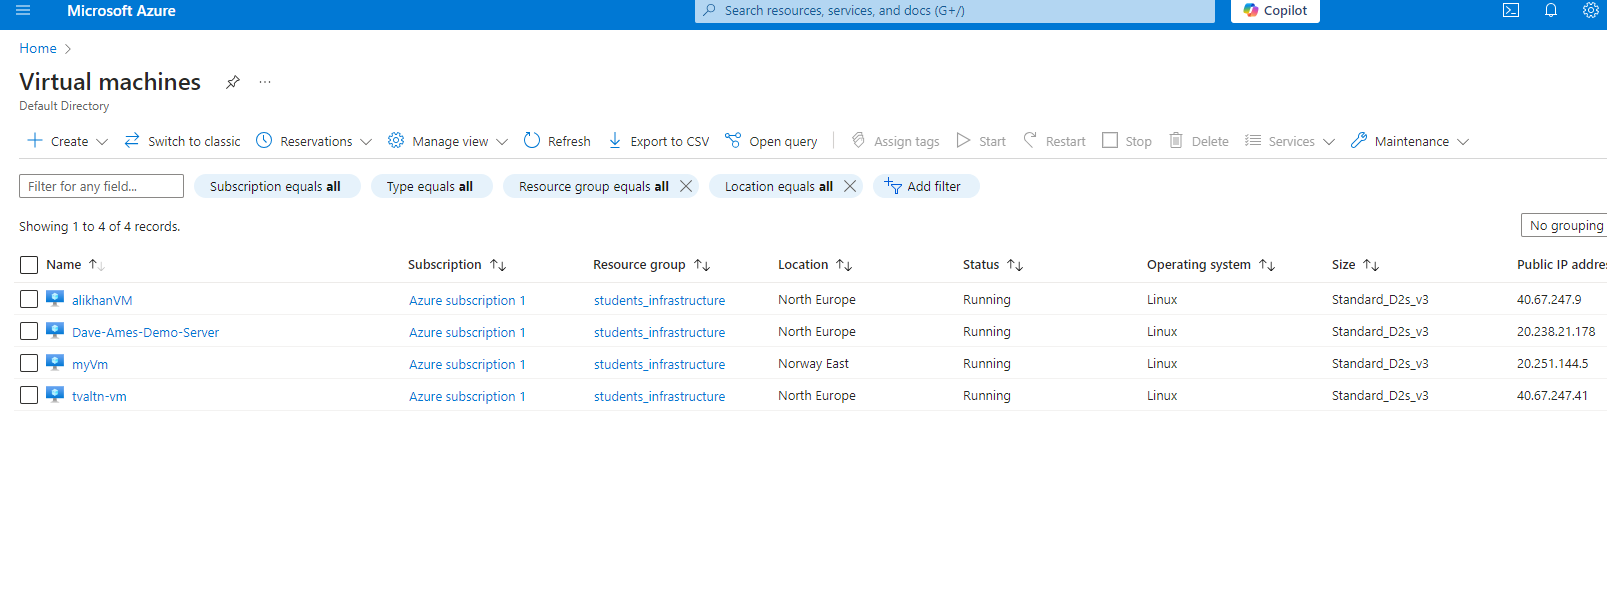 Microsoft Azure
Search resources, services, and docs (G+/)
Copilot
Home
Virtual machines
Default Directory
Create Switch to classic Reservations Manage view Refresh Export to CSV Open query Assign tags Start Restart Stop Delete Services Maintenance
Filter for any field... Subscription equals all Type equals all Resource group equals all Location equals all Add filter
Showing 1 to 4 of 4 records.
No grouping
Name Subscription Resource group Location Status Operating system Size Public IP addre
alikhanVM Azure subscription 1 students_infrastructure North Europe Running Linux Standard_D2s_v3 40.67.247.9
Dave-Ames-Demo-Server Azure subscription 1 students_infrastructure North Europe Running Linux Standard_D2s_v3 20.238.21.178
myVm Azure subscription 1 students_infrastructure Norway East Running Linux Standard_D2s_v3 20.251.144.5
tvaltn-vm Azure subscription 1 students_infrastructure North Europe Running Linux Standard_D2s_v3 40.67.247.41